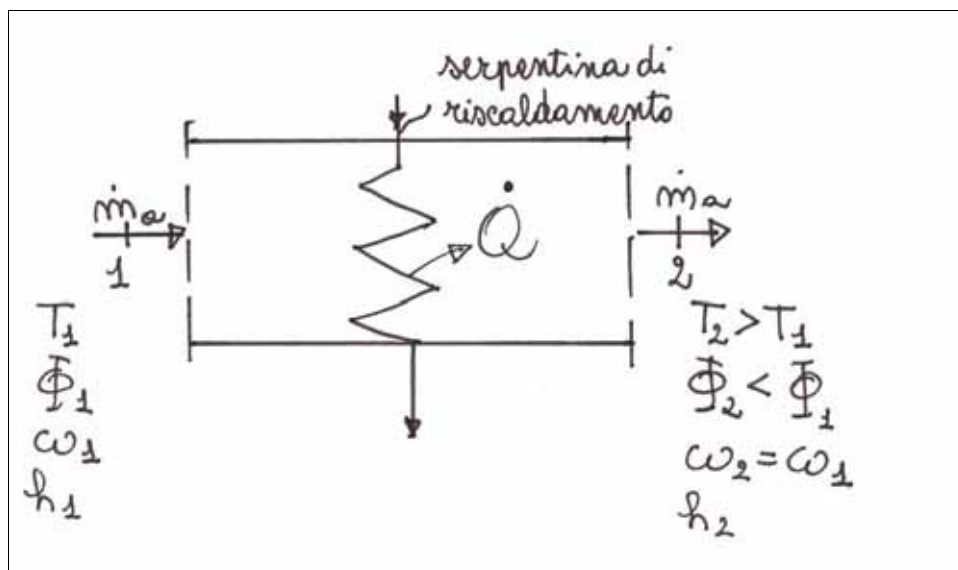 serpentina di
riscaldamento
ṁa
1
Q̇
ṁa
2
T1
Φ1
ω1
h1
T2 > T1
Φ2 < Φ1
ω2 = ω1
h2